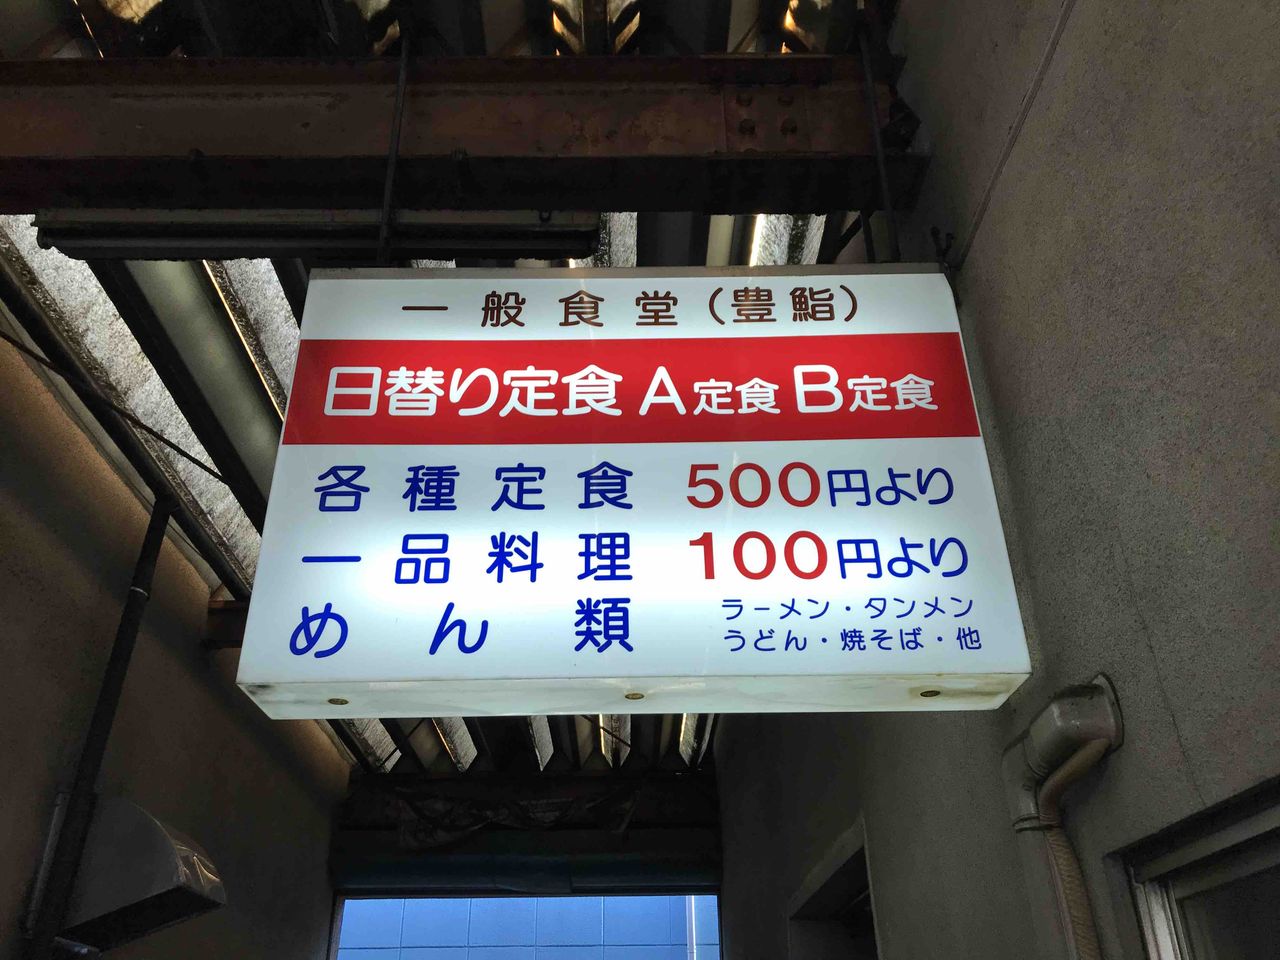 一般食堂(豊鮨)
日替り定食 A定食 B定食
各種定食 500円より
一品料理 100円より
めん類 ラーメン・タンメン
うどん・焼そば・他